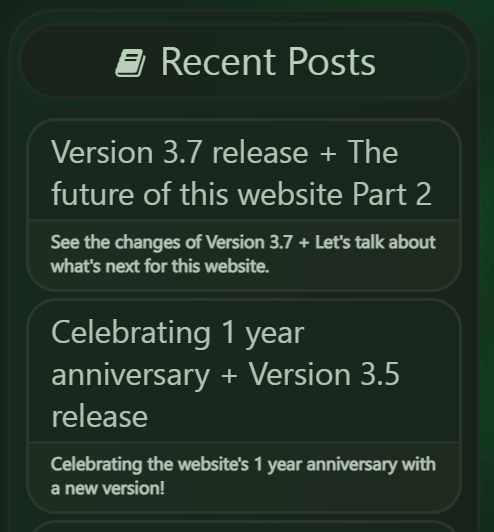 Recent Posts
Version 3.7 release + The
future of this website Part 2
See the changes of Version 3.7 + Let's talk about
what's next for this website.
Celebrating 1 year
anniversary + Version 3.5
release
Celebrating the website's 1 year anniversary with
a new version!